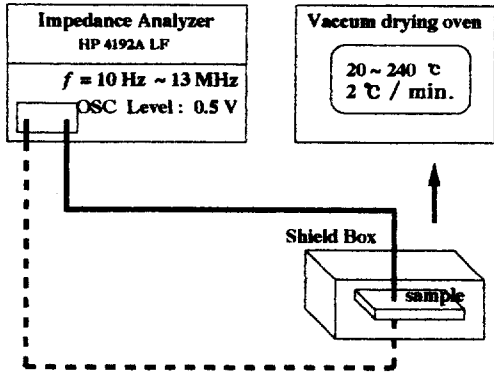 Impedance Analyzer
HP 4192A LF
f = 10 Hz ~ 13 MHz
OSC Level : 0.5 V
Vaccum drying oven
20 ~ 240 ℃
2 ℃ / min.
Shield Box
sample